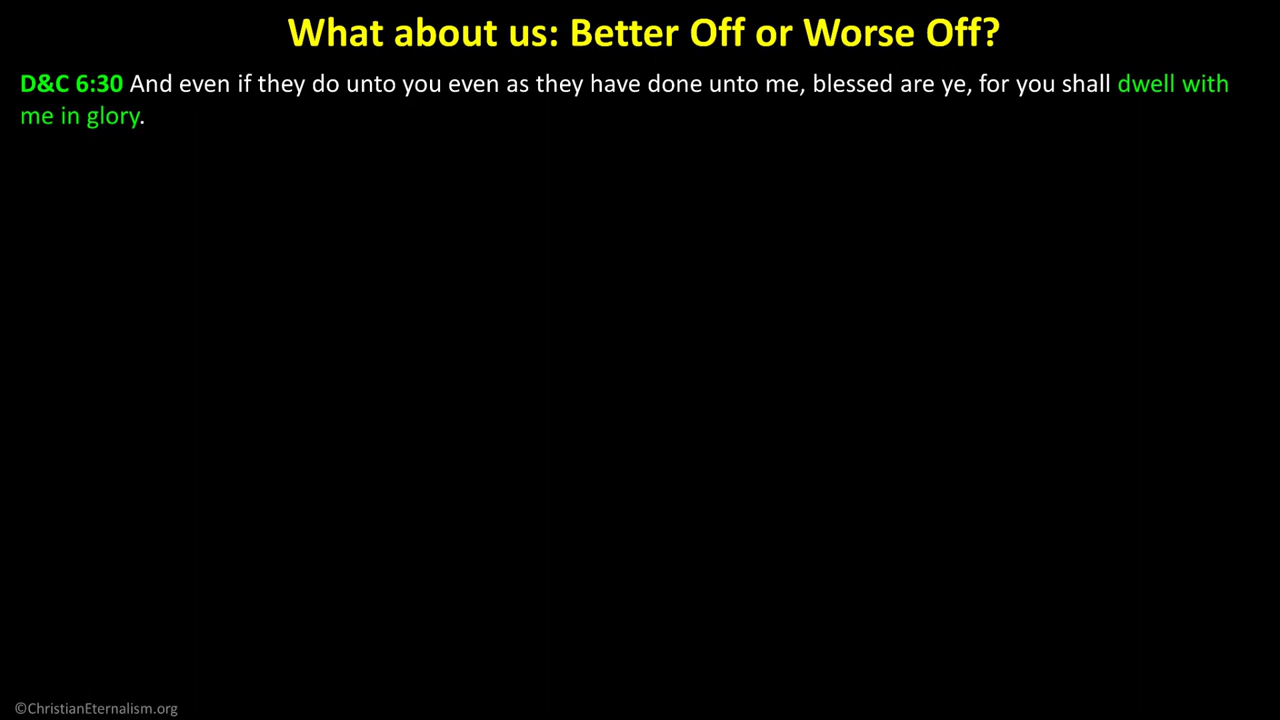 What about us: Better Off or Worse Off?
D&C 6:30 And even if they do unto you even as they have done unto me, blessed are ye, for you shall dwell with
me in glory.
©ChristianEternalism.org